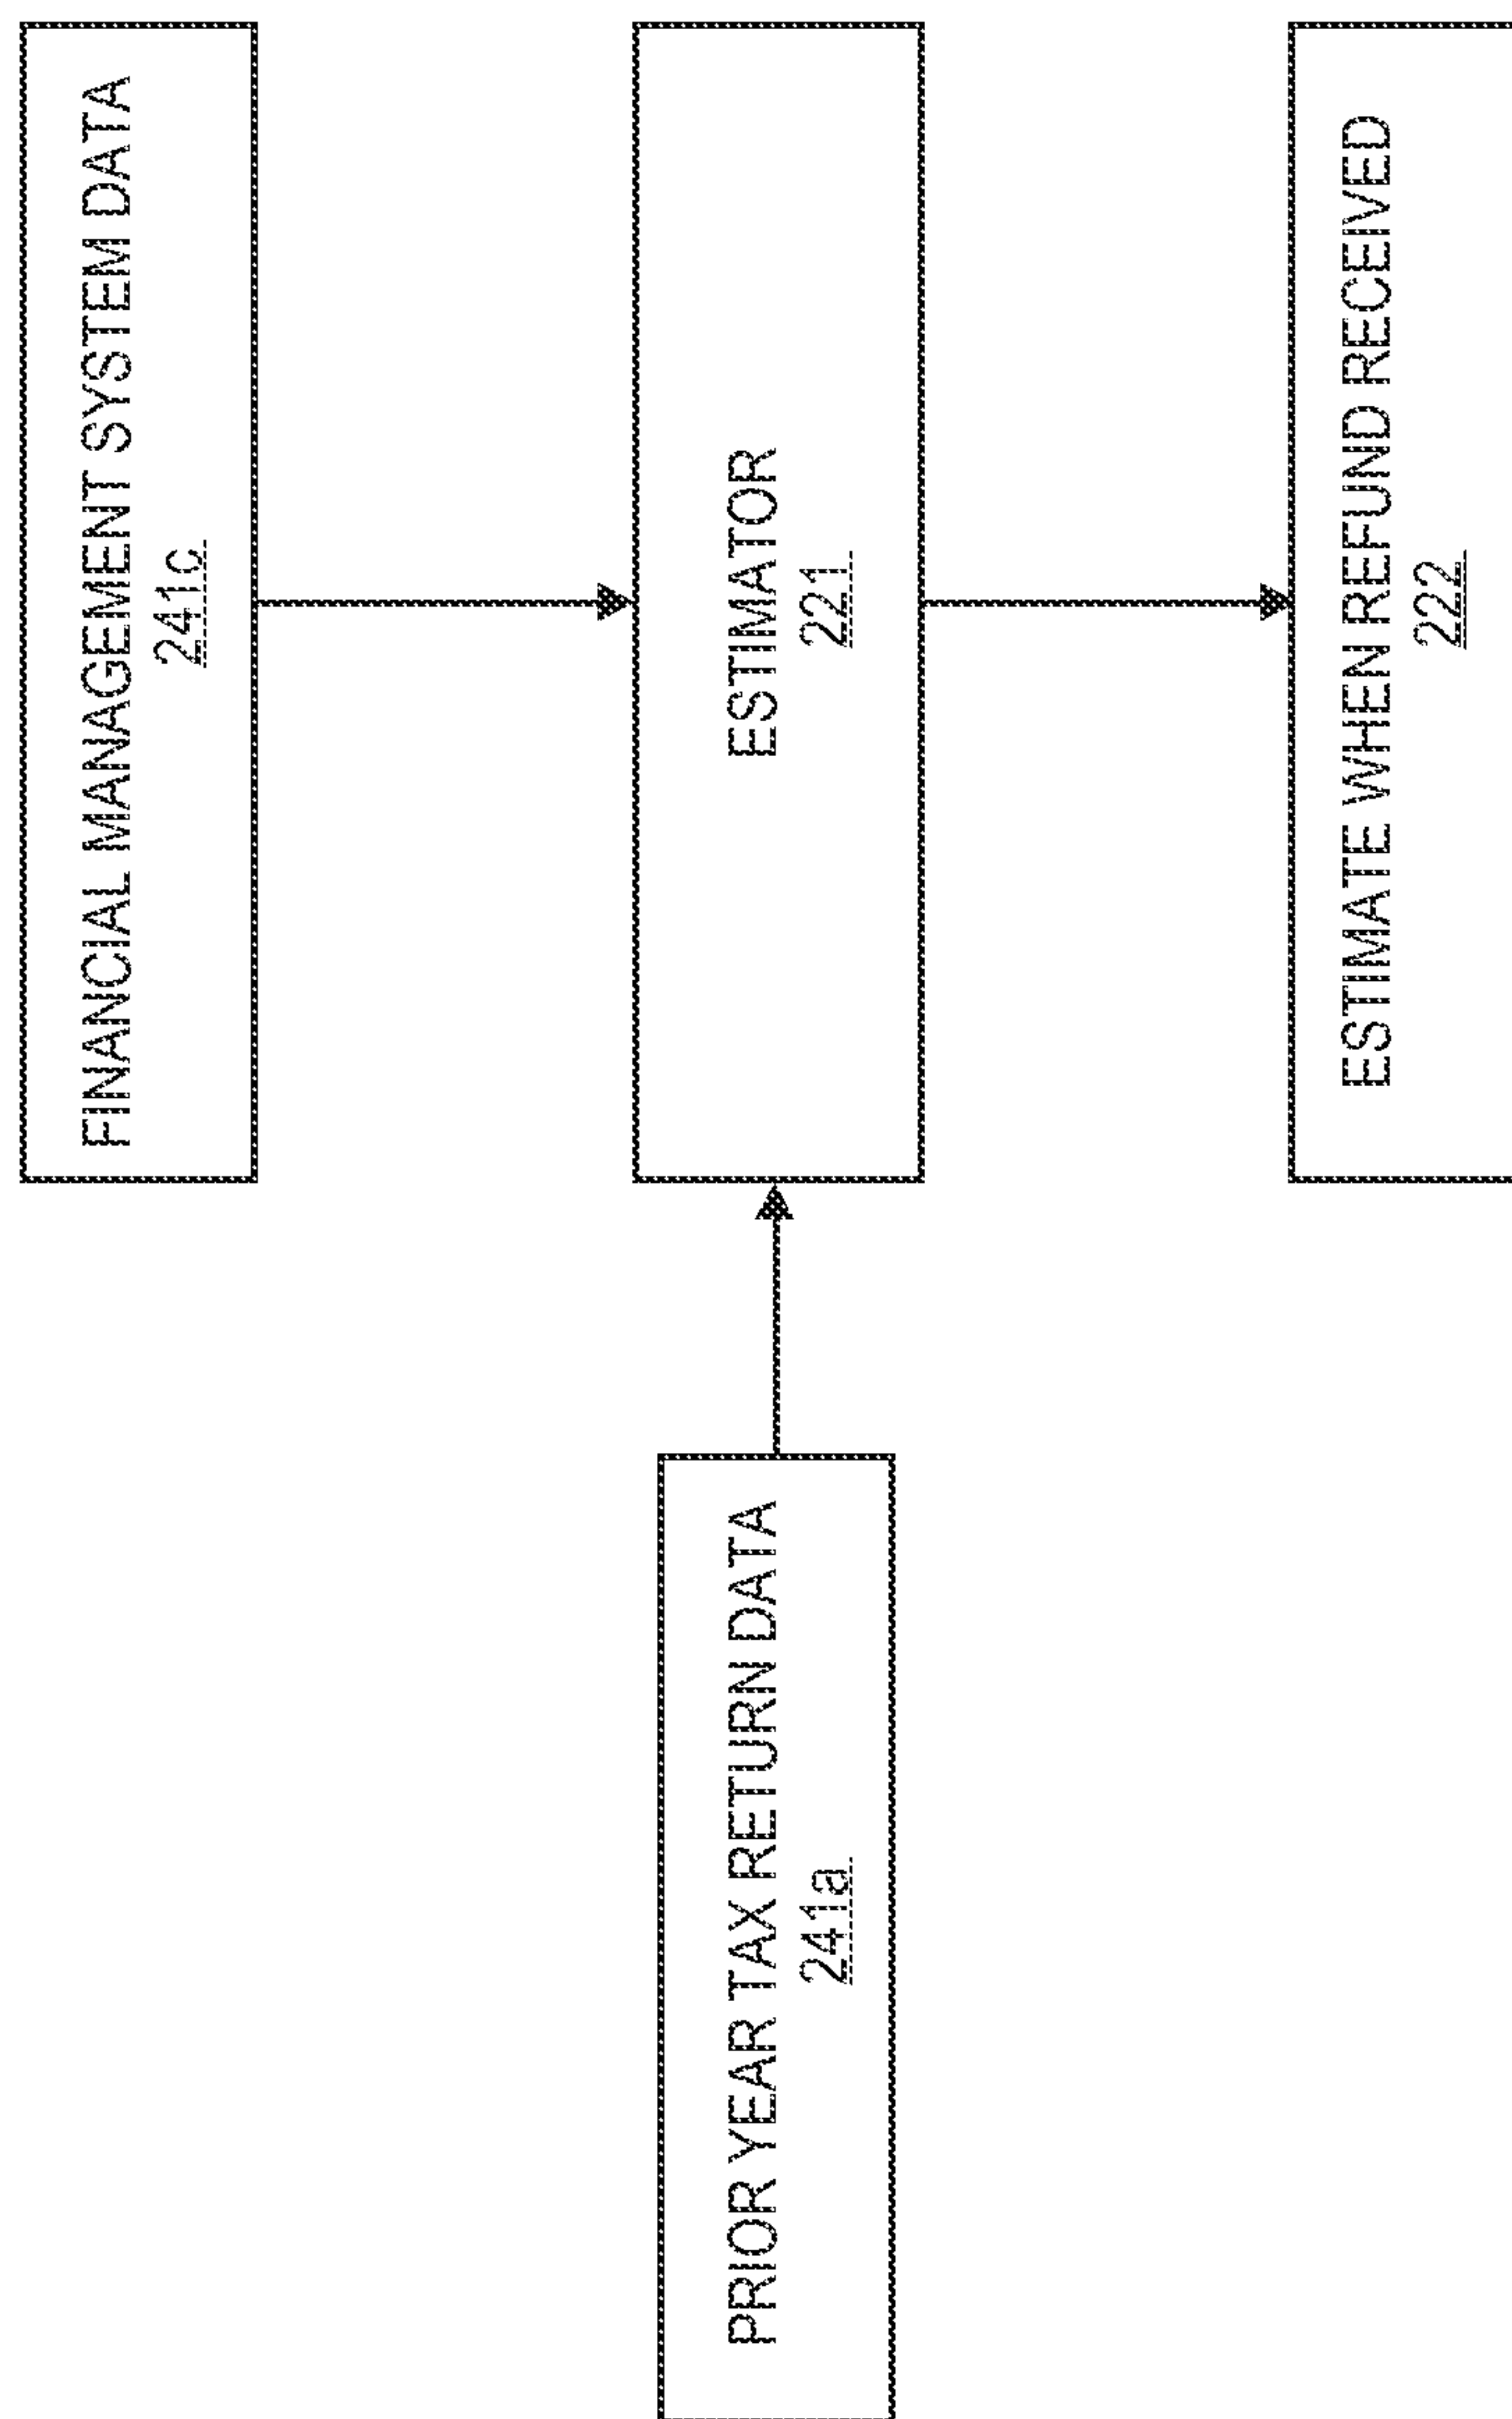 FINANCIAL MANAGEMENT SYSTEM DATA
241c
PRIOR YEAR TAX RETURN DATA
241a
ESTIMATOR
221
ESTIMATE WHEN REFUND RECEIVED
222